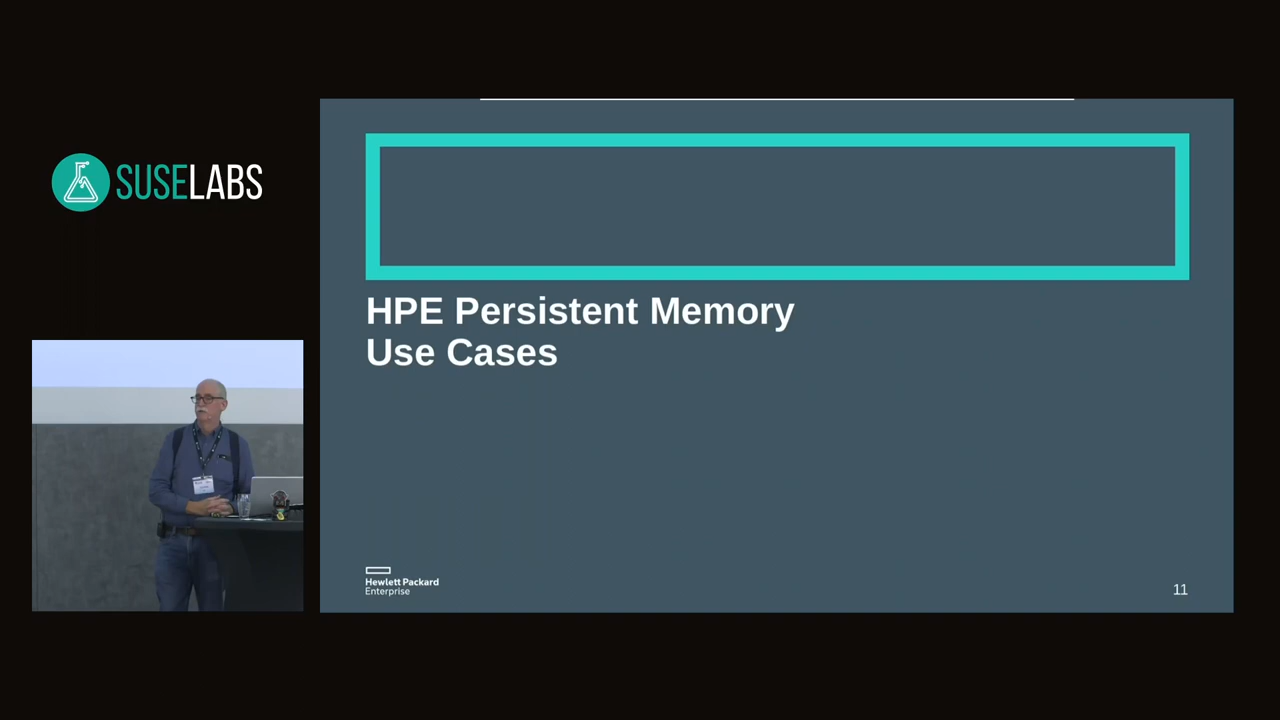 SUSELABS
HPE Persistent Memory
Use Cases
Hewlett Packard
Enterprise
11